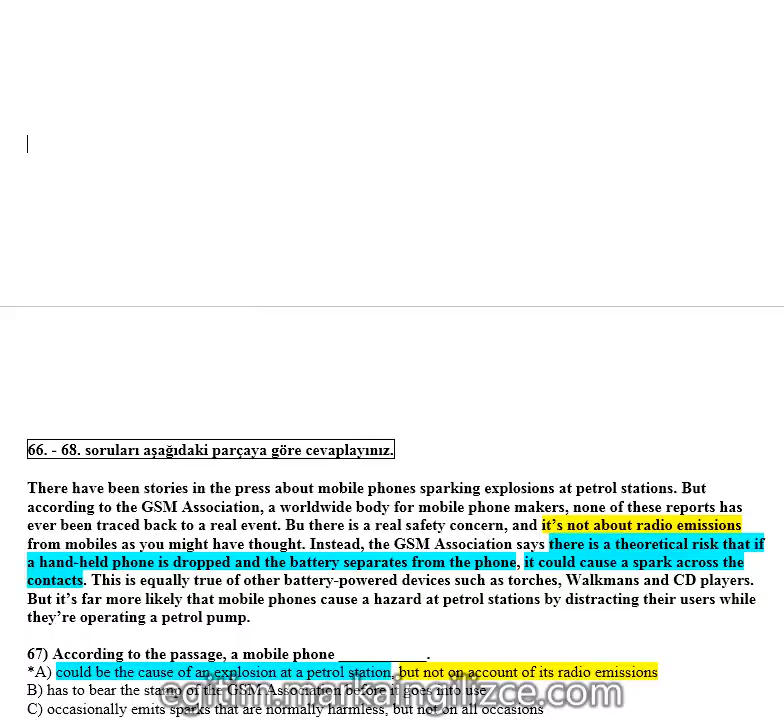 66. - 68. soruları aşağıdaki parçaya göre cevaplayınız.
There have been stories in the press about mobile phones sparking explosions at petrol stations. But
according to the GSM Association, a worldwide body for mobile phone makers, none of these reports has
ever been traced back to a real event. Bu there is a real safety concern, and it's not about radio emissions
from mobiles as you might have thought. Instead, the GSM Association says there is a theoretical risk that if
a hand-held phone is dropped and the battery separates from the phone, it could cause a spark across the
contacts. This is equally true of other battery-powered devices such as torches, Walkmans and CD players.
But it's far more likely that mobile phones cause a hazard at petrol stations by distracting their users while
they're operating a petrol pump.
67) According to the passage, a mobile phone ____________.
*A) could be the cause of an explosion at a petrol station, but not on account of its radio emissions
B) has to bear the stamp of the GSM Association before it goes into use
C) occasionally emits sparks that are normally harmless, but not on all occasions
egitim.markaingilizce.com